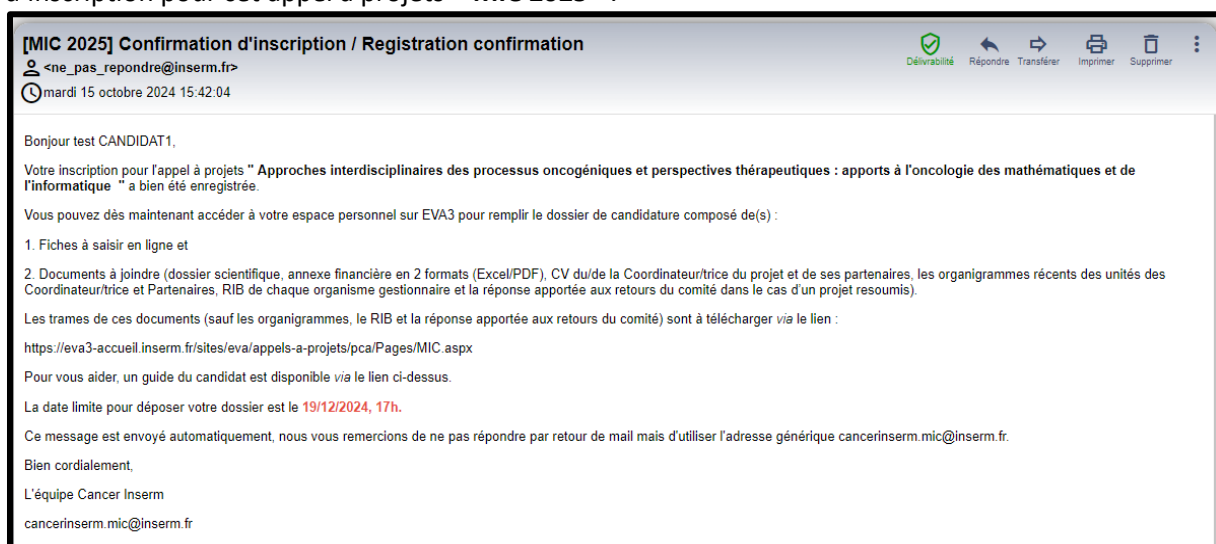 d'inscription pour cet appel à projets " MIC 2025 " :
[MIC 2025] Confirmation d'inscription / Registration confirmation
<ne_pas_repondre@inserm.fr>
mardi 15 octobre 2024 15:42:04
Délivrabilité Répondre Transférer Imprimer Supprimer
Bonjour test CANDIDAT1,
Votre inscription pour l'appel à projets " Approches interdisciplinaires des processus oncogéniques et perspectives thérapeutiques : apports à l'oncologie des mathématiques et de
l'informatique " a bien été enregistrée.
Vous pouvez dès maintenant accéder à votre espace personnel sur EVA3 pour remplir le dossier de candidature composé de(s) :
1. Fiches à saisir en ligne et
2. Documents à joindre (dossier scientifique, annexe financière en 2 formats (Excel/PDF), CV du/de la Coordinateur/trice du projet et de ses partenaires, les organigrammes récents des unités des
Coordinateur/trice et Partenaires, RIB de chaque organisme gestionnaire et la réponse apportée aux retours du comité dans le cas d'un projet resoumis).
Les trames de ces documents (sauf les organigrammes, le RIB et la réponse apportée aux retours du comité) sont à télécharger via le lien :
https://eva3-accueil.inserm.fr/sites/eva/appels-a-projets/pca/Pages/MIC.aspx
Pour vous aider, un guide du candidat est disponible via le lien ci-dessus.
La date limite pour déposer votre dossier est le 19/12/2024, 17h.
Ce message est envoyé automatiquement, nous vous remercions de ne pas répondre par retour de mail mais d'utiliser l'adresse générique cancerinserm.mic@inserm.fr.
Bien cordialement,
L'équipe Cancer Inserm
cancerinserm.mic@inserm.fr